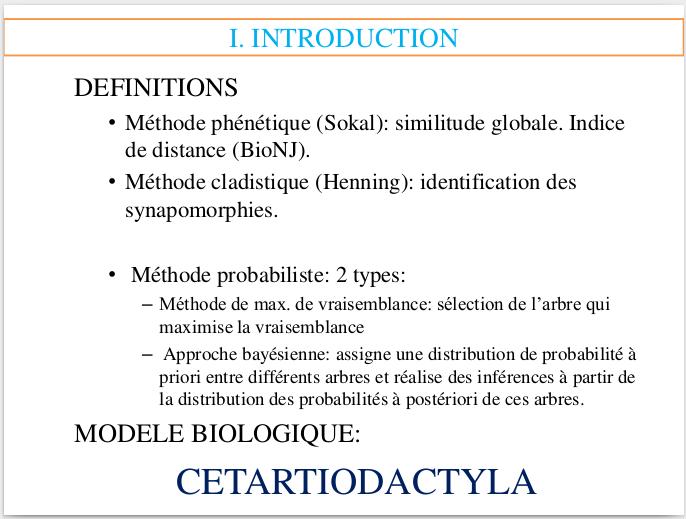 I. INTRODUCTION
DEFINITIONS
• Méthode phénétique (Sokal): similitude globale. Indice
de distance (BioNJ).
• Méthode cladistique (Henning): identification des
synapomorphies.
• Méthode probabiliste: 2 types:
– Méthode de max. de vraisemblance: sélection de l’arbre qui
maximise la vraisemblance
– Approche bayésienne: assigne une distribution de probabilité à
priori entre différents arbres et réalise des inférences à partir de
la distribution des probabilités à postériori de ces arbres.
MODELE BIOLOGIQUE:
CETARTIODACTYLA